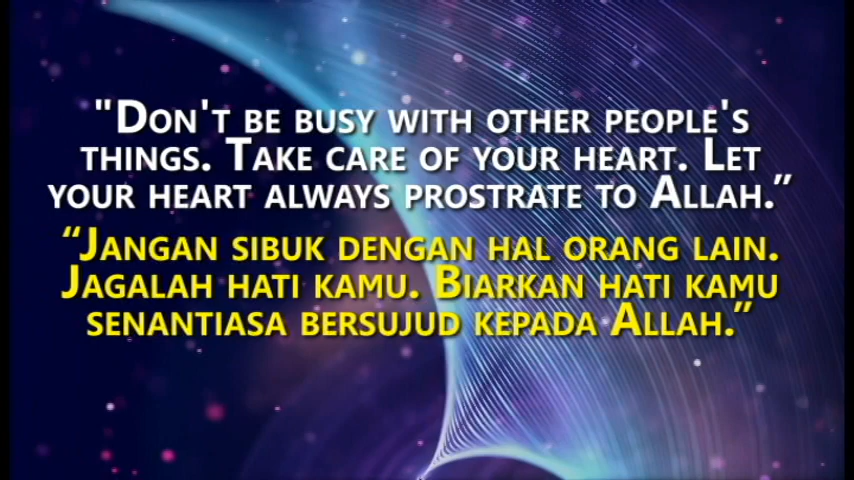 "Don't be busy with other people's
things. Take care of your heart. Let
your heart always prostrate to Allah.”
“Jangan sibuk dengan hal orang lain.
Jagalah hati kamu. Biarkan hati kamu
senantiasa bersujud kepada Allah.”